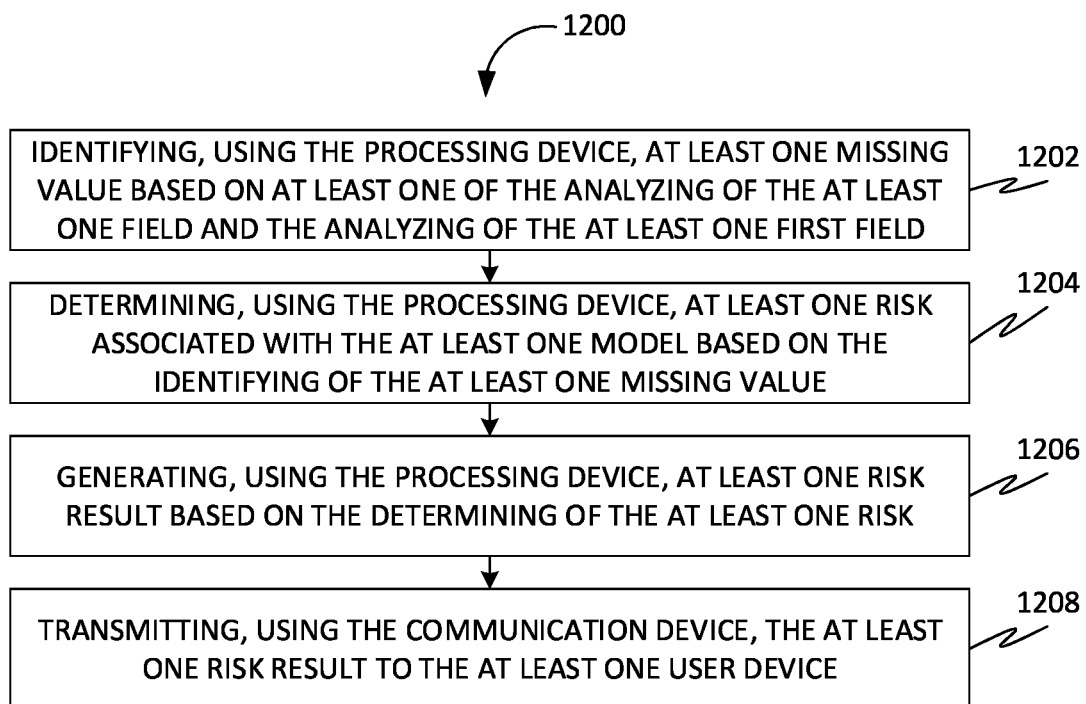 1200
IDENTIFYING, USING THE PROCESSING DEVICE, AT LEAST ONE MISSING
VALUE BASED ON AT LEAST ONE OF THE ANALYZING OF THE AT LEAST
ONE FIELD AND THE ANALYZING OF THE AT LEAST ONE FIRST FIELD
1202
DETERMINING, USING THE PROCESSING DEVICE, AT LEAST ONE RISK
ASSOCIATED WITH THE AT LEAST ONE MODEL BASED ON THE
IDENTIFYING OF THE AT LEAST ONE MISSING VALUE
1204
GENERATING, USING THE PROCESSING DEVICE, AT LEAST ONE RISK
RESULT BASED ON THE DETERMINING OF THE AT LEAST ONE RISK
1206
TRANSMITTING, USING THE COMMUNICATION DEVICE, THE AT LEAST
ONE RISK RESULT TO THE AT LEAST ONE USER DEVICE
1208